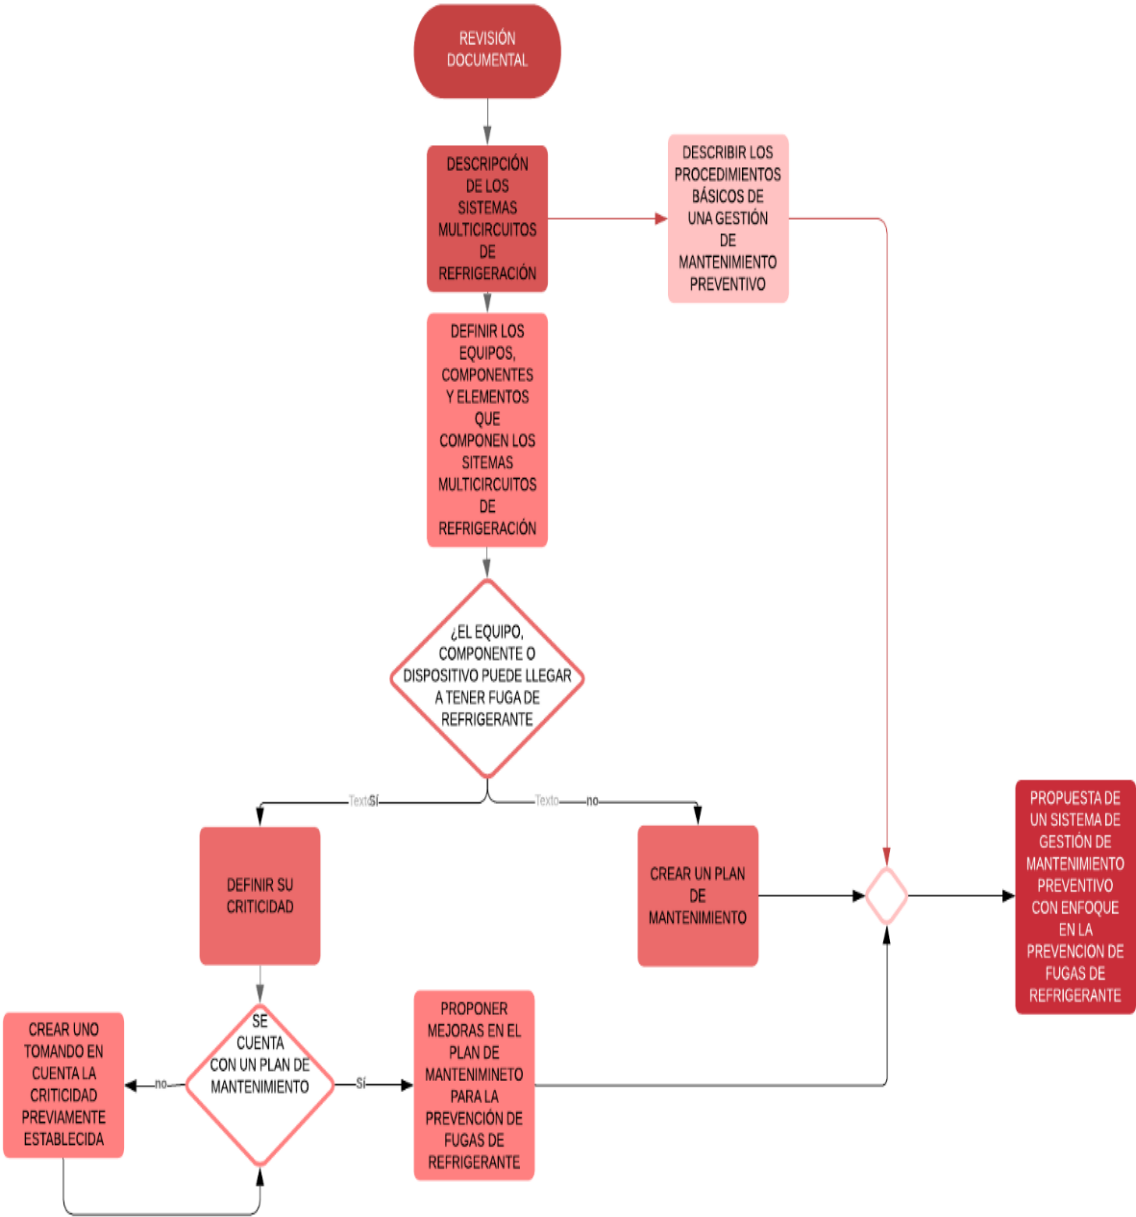 REVISIÓN
DOCUMENTAL
DESCRIPCIÓN
DE LOS
SISTEMAS
MULTICIRCUITOS
DE
REFRIGERACIÓN
DESCRIBIR LOS
PROCEDIMIENTOS
BÁSICOS DE
UNA GESTIÓN
DE
MANTENIMIENTO
PREVENTIVO
DEFINIR LOS
EQUIPOS,
COMPONENTES
Y ELEMENTOS
QUE
COMPONEN LOS
SITEMAS
MULTICIRCUITOS
DE
REFRIGERACIÓN
¿EL EQUIPO,
COMPONENTE O
DISPOSITIVO PUEDE LLEGAR
A TENER FUGA DE
REFRIGERANTE
Texto
Sí
Texto
no
DEFINIR SU
CRITICIDAD
CREAR UN PLAN
DE
MANTENIMIENTO
PROPUESTA DE
UN SISTEMA DE
GESTIÓN DE
MANTENIMIENTO
PREVENTIVO
CON ENFOQUE
EN LA
PREVENCION DE
FUGAS DE
REFRIGERANTE
SE
CUENTA
CON UN PLAN DE
MANTENIMIENTO
no
Sí
CREAR UNO
TOMANDO EN
CUENTA LA
CRITICIDAD
PREVIAMENTE
ESTABLECIDA
PROPONER
MEJORAS EN EL
PLAN DE
MANTENIMINETO
PARA LA
PREVENCIÓN DE
FUGAS DE
REFRIGERANTE